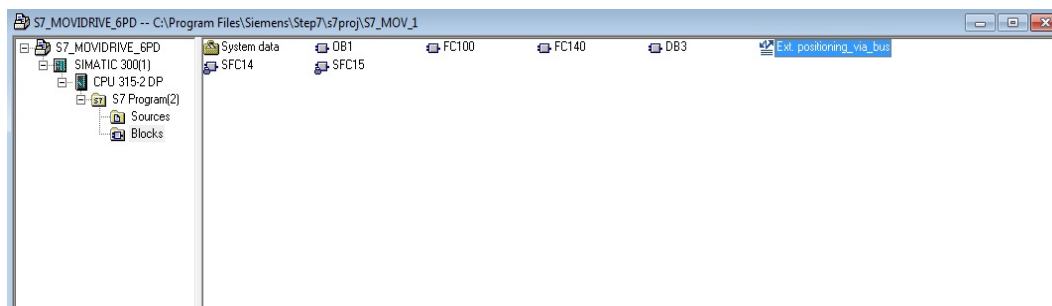 S7_MOVIDRIVE_6PD -- C:\Program Files\Siemens\Step7\s7proj\S7_MOV_1
S7_MOVIDRIVE_6PD
SIMATIC 300(1)
CPU 315-2 DP
S7 Program(2)
Sources
Blocks
System data OB1 FC100 FC140 DB3 Ext. positioning_via_bus
SFC14 SFC15